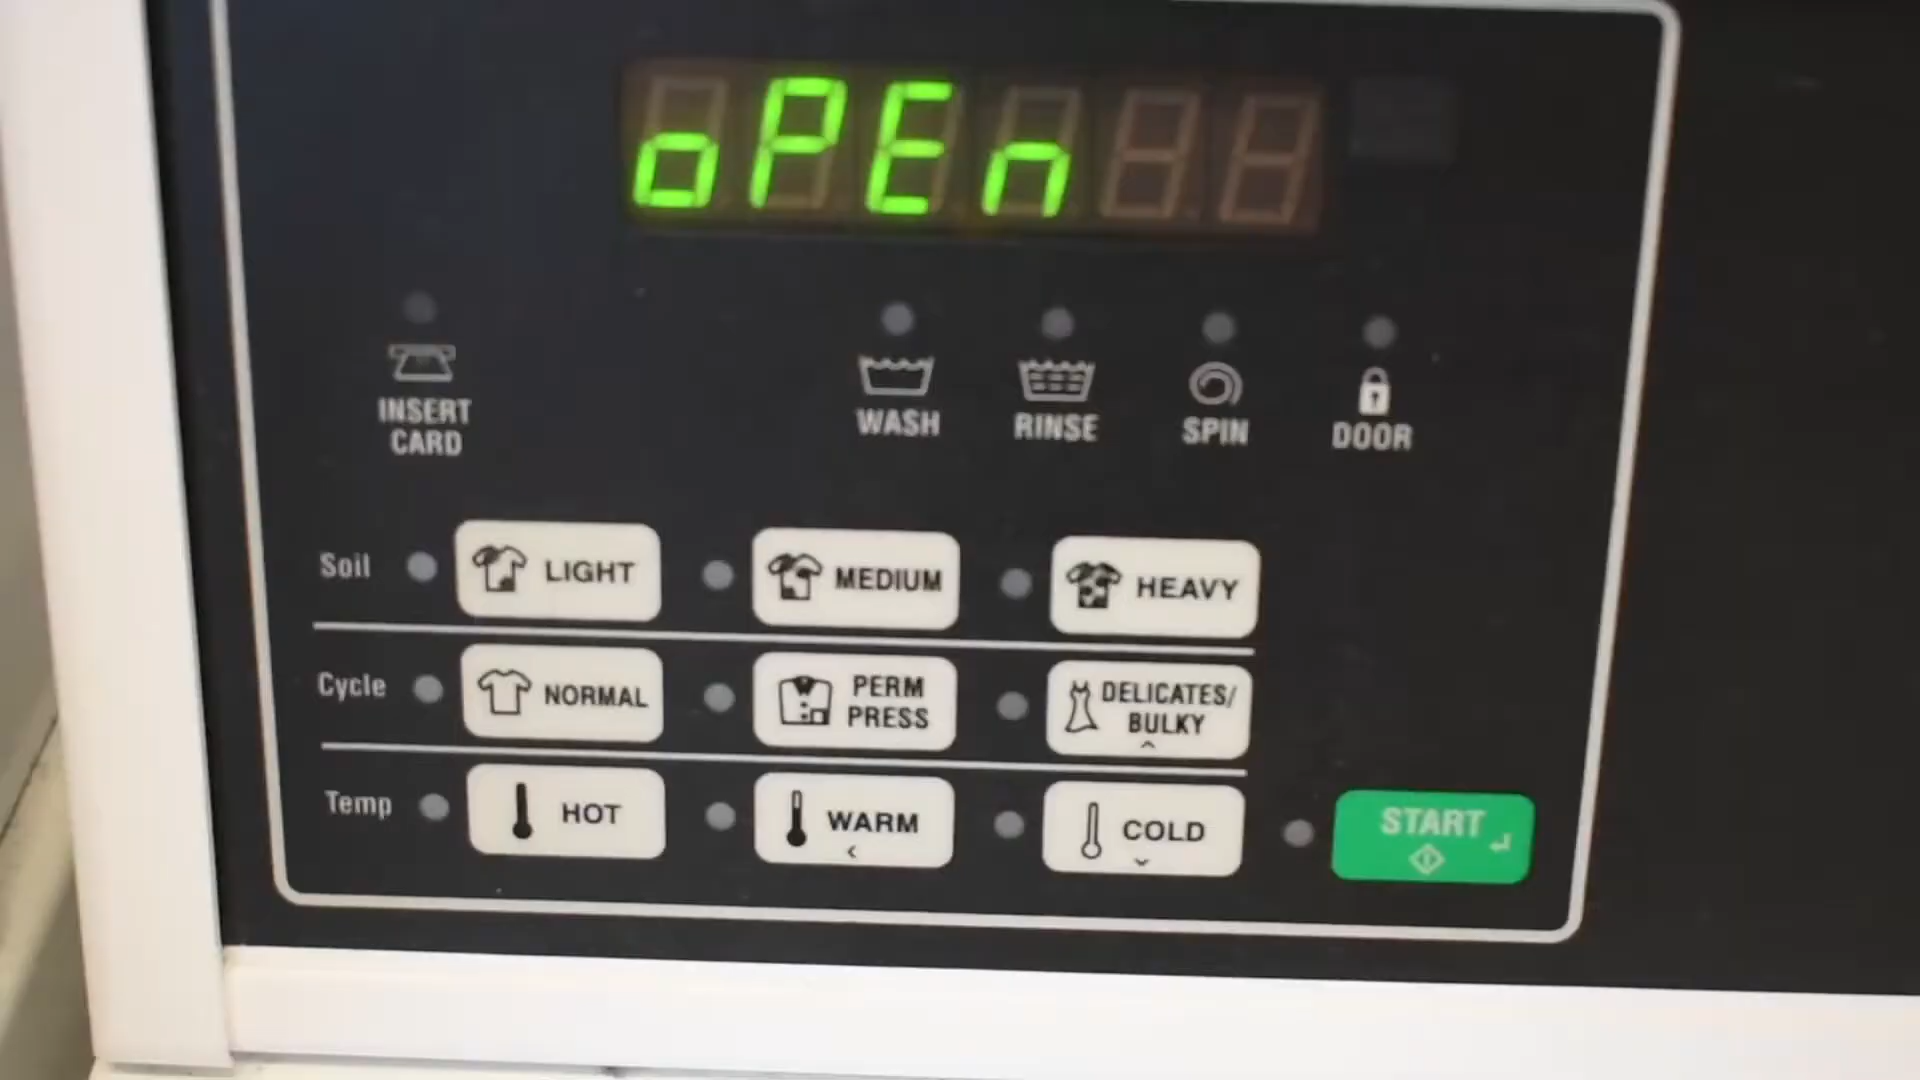 oPEn
INSERT
CARD
WASH
RINSE
SPIN
DOOR
Soil
LIGHT
MEDIUM
HEAVY
Cycle
NORMAL
PERM
PRESS
DELICATES/
BULKY
Temp
HOT
WARM
COLD
START